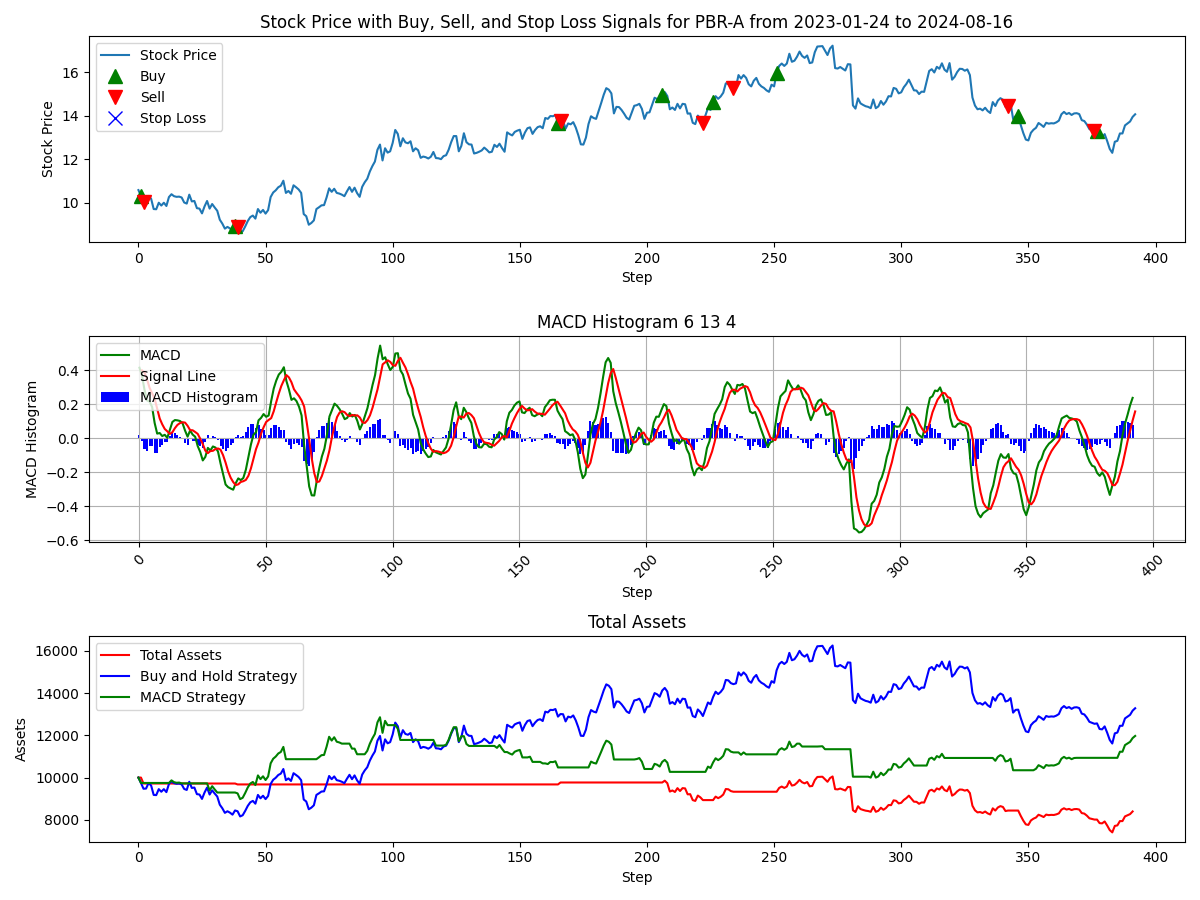 Stock Price with Buy, Sell, and Stop Loss Signals for PBR-A from 2023-01-24 to 2024-08-16
Stock Price
Buy
Sell
Stop Loss
Stock Price
16
14
12
10
0 50 100 150 200 250 300 350 400
Step
MACD Histogram 6 13 4
MACD
Signal Line
MACD Histogram
MACD Histogram
0.4
0.2
0.0
−0.2
−0.4
−0.6
0 50 100 150 200 250 300 350 400
Step
Total Assets
Total Assets
Buy and Hold Strategy
MACD Strategy
Assets
16000
14000
12000
10000
8000
0 50 100 150 200 250 300 350 400
Step